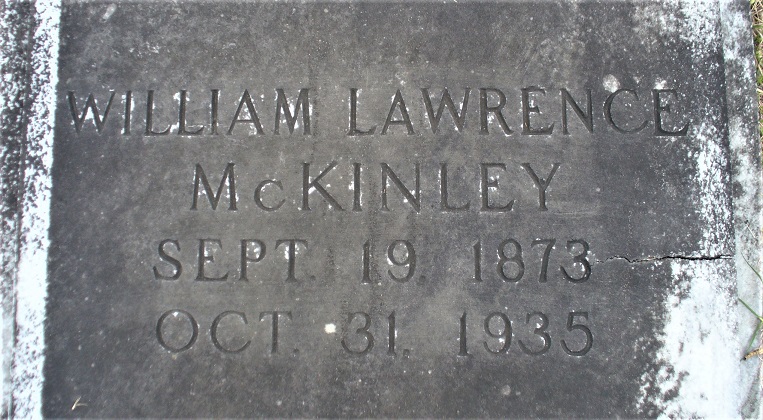 WILLIAM LAWRENCE
McKINLEY
SEPT. 19. 1873
OCT. 31, 1935